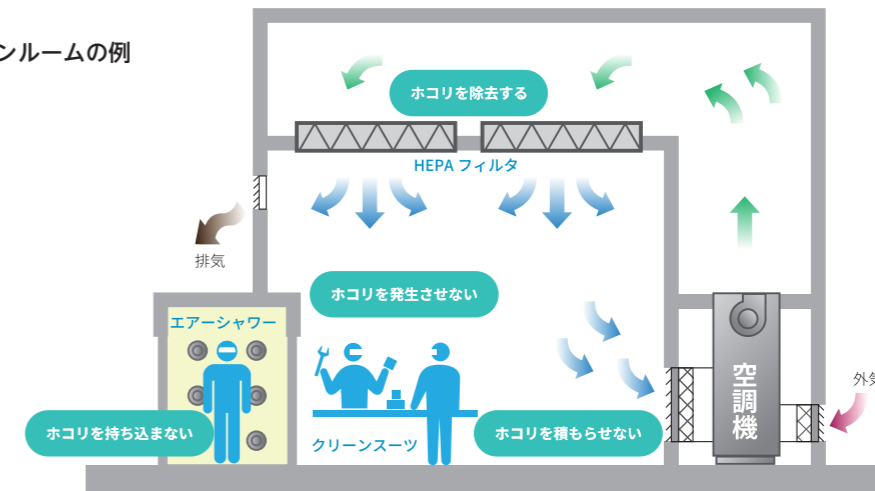 ンルームの例
ホコリを除去する
HEPA フィルタ
排気
ホコリを発生させない
エアーシャワー
空調機
外気
ホコリを持ち込まない
クリーンスーツ
ホコリを積もらせない